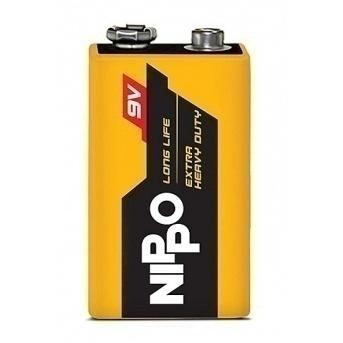 9V
LONG LIFE
EXTRA
HEAVY DUTY
NIPPO